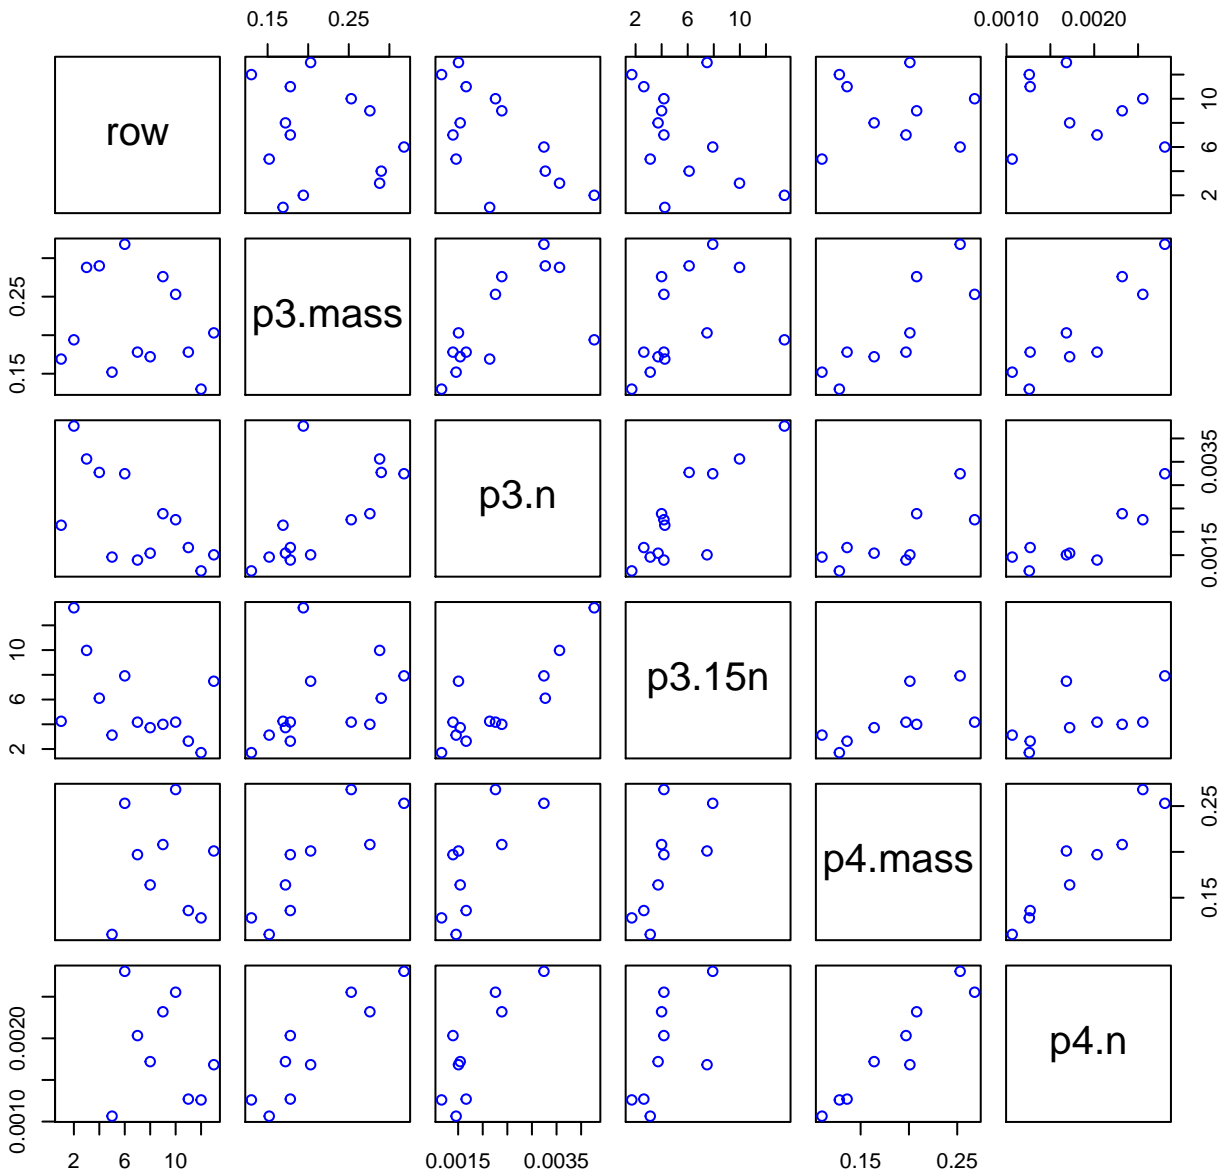 0.15 0.25 2 6 10 0.0010 0.0020
row 2 6 10
0.15 0.25 p3.mass
p3.n 0.0015 0.0035
2 6 10 p3.15n
p4.mass 0.15 0.25
0.0010 0.0020 p4.n
2 6 10 0.0015 0.0035 0.15 0.25